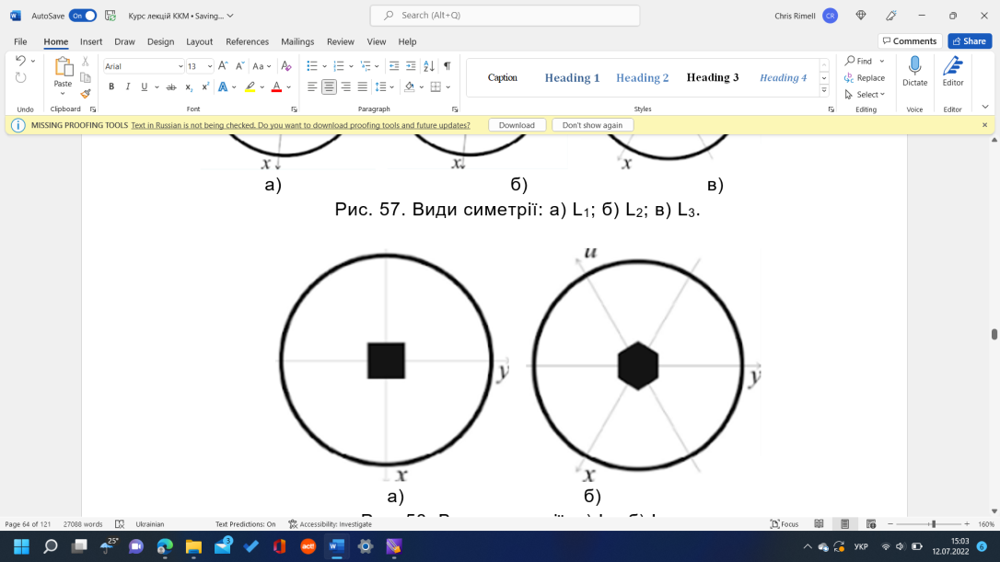 AutoSave On Курс лекцій ККМ • Saving... Search (Alt+Q) Chris Rimell CR
File Home Insert Draw Design Layout References Mailings Review View Help Comments Share
Paste Arial 13 Caption Heading 1 Heading 2 Heading 3 Heading 4 Find Replace Select Dictate Editor
Undo Clipboard Font Paragraph Styles Editing Voice Editor
MISSING PROOFING TOOLS Text in Russian is not being checked. Do you want to download proofing tools and future updates? Download Don't show again
x x x
а) б) в)
Рис. 57. Види симетрії: а) L₁; б) L₂; в) L₃.
u
y y
x x
а) б)
Page 64 of 121 27088 words Ukrainian Text Predictions: On Accessibility: Investigate Focus 160%
25° 3 act! УКР 15:03
12.07.2022 6